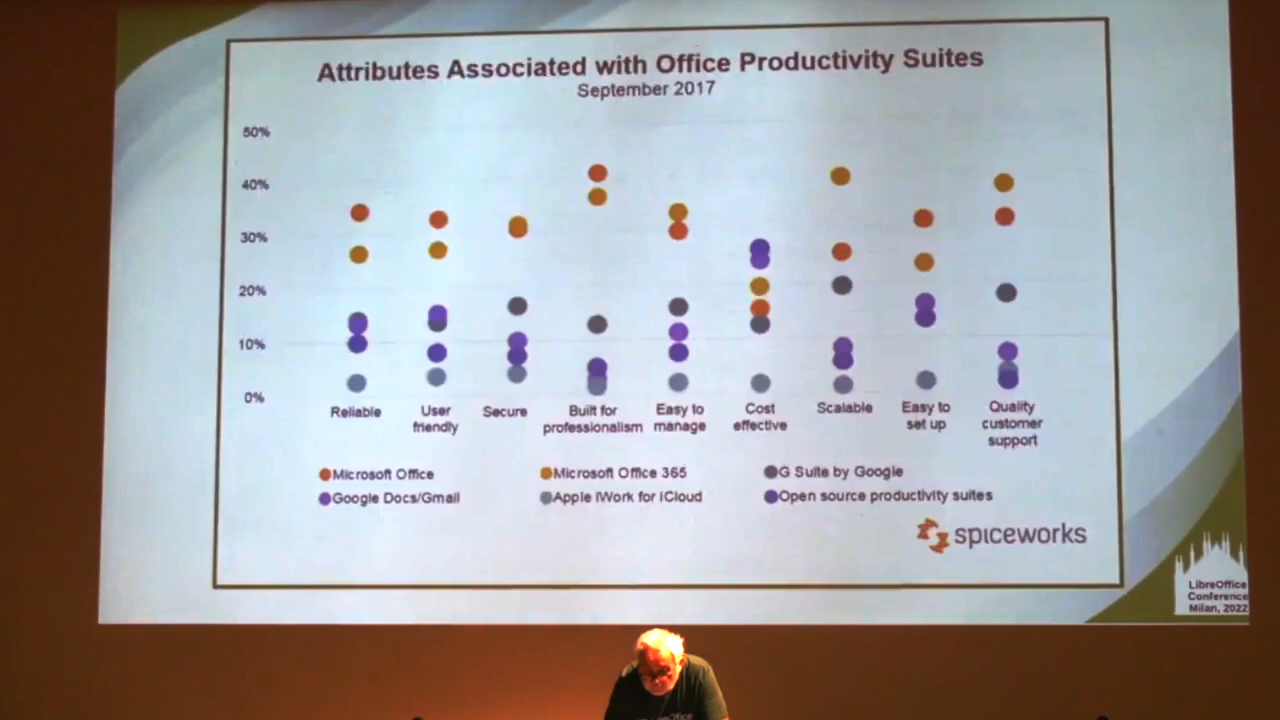 Attributes Associated with Office Productivity Suites
September 2017
50%
40%
30%
20%
10%
0%
Reliable
User
friendly
Secure
Built for
professionalism
Easy to
manage
Cost
effective
Scalable
Easy to
set up
Quality
customer
support
Microsoft Office
Microsoft Office 365
G Suite by Google
Google Docs/Gmail
Apple iWork for iCloud
Open source productivity suites
spiceworks
LibreOffice
Conference
Milan, 2022